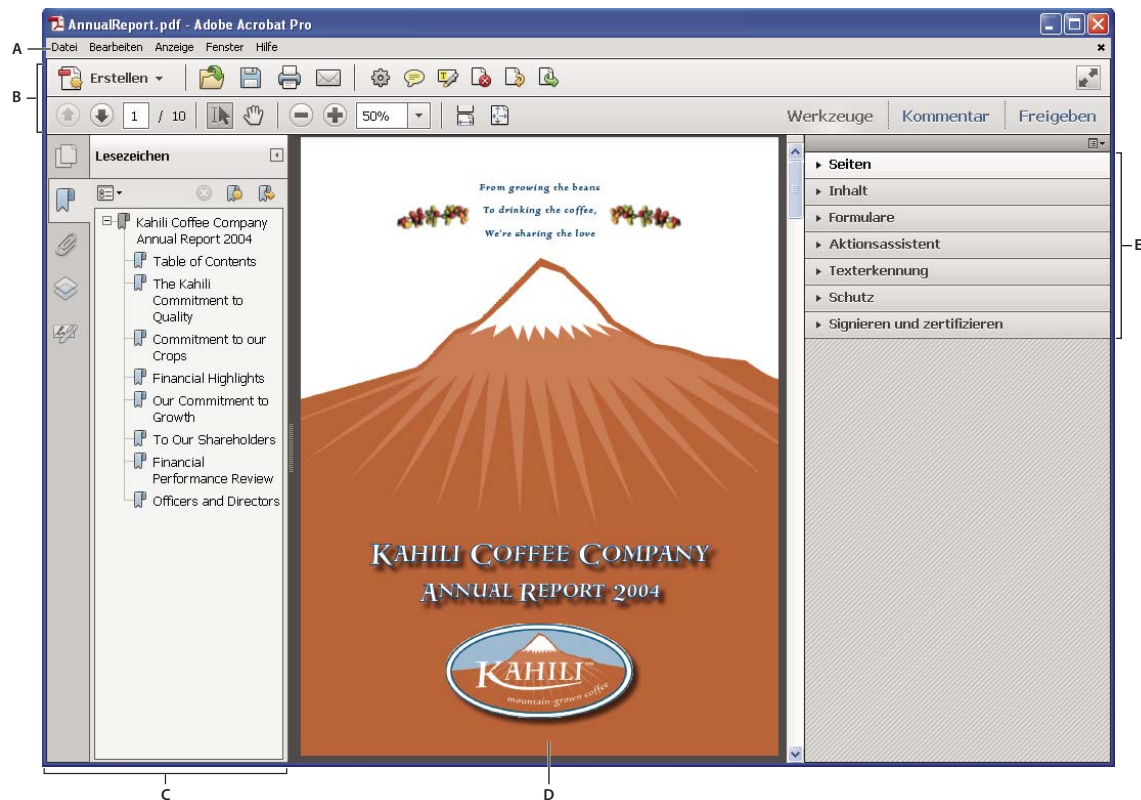 AnnualReport.pdf - Adobe Acrobat Pro
A
Datei Bearbeiten Anzeige Fenster Hilfe
B
Erstellen
1 / 10
50%
Werkzeuge
Kommentar
Freigeben
Lesezeichen
Kahili Coffee Company
Annual Report 2004
Table of Contents
The Kahili
Commitment to
Quality
Commitment to our
Crops
Financial Highlights
Our Commitment to
Growth
To Our Shareholders
Financial
Performance Review
Officers and Directors
From growing the beans
To drinking the coffee,
We're sharing the love
KAHILI COFFEE COMPANY
ANNUAL REPORT 2004
KAHILI™
mountain-grown coffee
Seiten
Inhalt
Formulare
Aktionsassistent
Texterkennung
Schutz
Signieren und zertifizieren
E
C
D